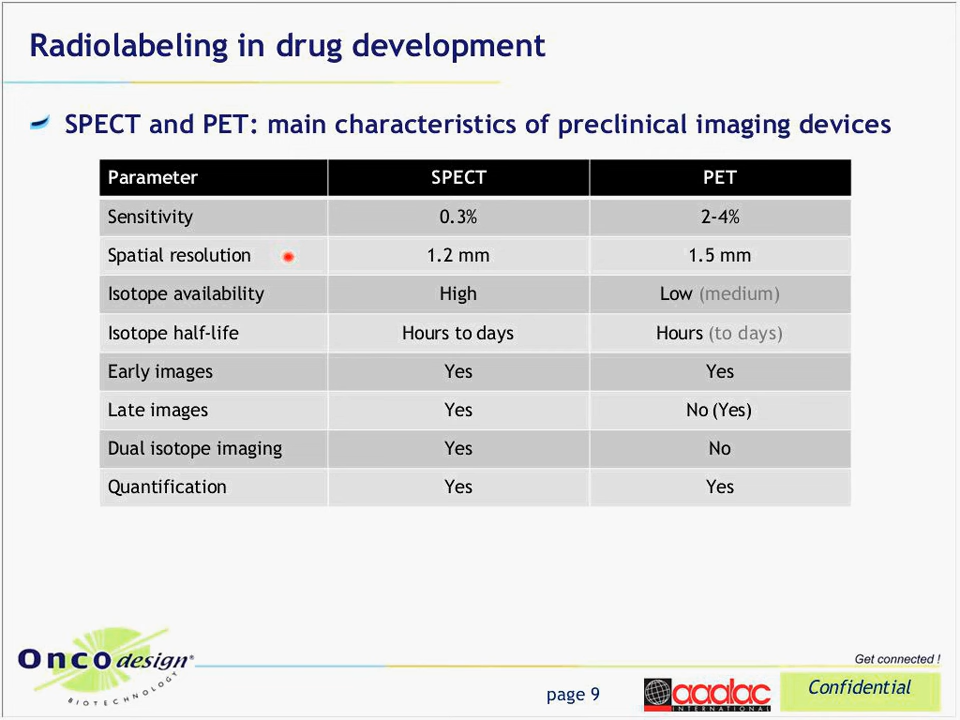 Radiolabeling in drug development
SPECT and PET: main characteristics of preclinical imaging devices
Parameter SPECT PET
Sensitivity 0.3% 2-4%
Spatial resolution 1.2 mm 1.5 mm
Isotope availability High Low (medium)
Isotope half-life Hours to days Hours (to days)
Early images Yes Yes
Late images Yes No (Yes)
Dual isotope imaging Yes No
Quantification Yes Yes
Oncodesign®
BIOTECHNOLOGY
Get connected !
page 9
aaalac
INTERNATIONAL
Confidential